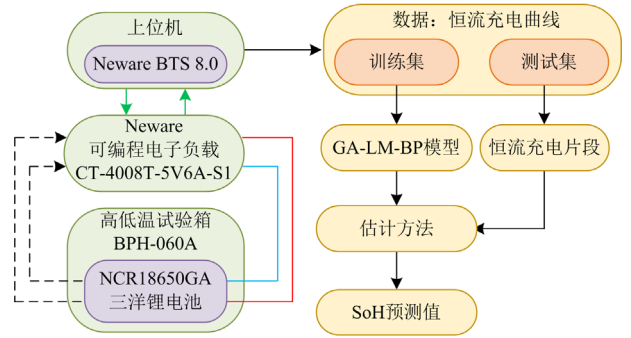 上位机
Neware BTS 8.0
Neware
可编程电子负载
CT-4008T-5V6A-S1
高低温试验箱
BPH-060A
NCR18650GA
三洋锂电池
数据：恒流充电曲线
训练集
测试集
GA-LM-BP模型
恒流充电片段
估计方法
SoH预测值